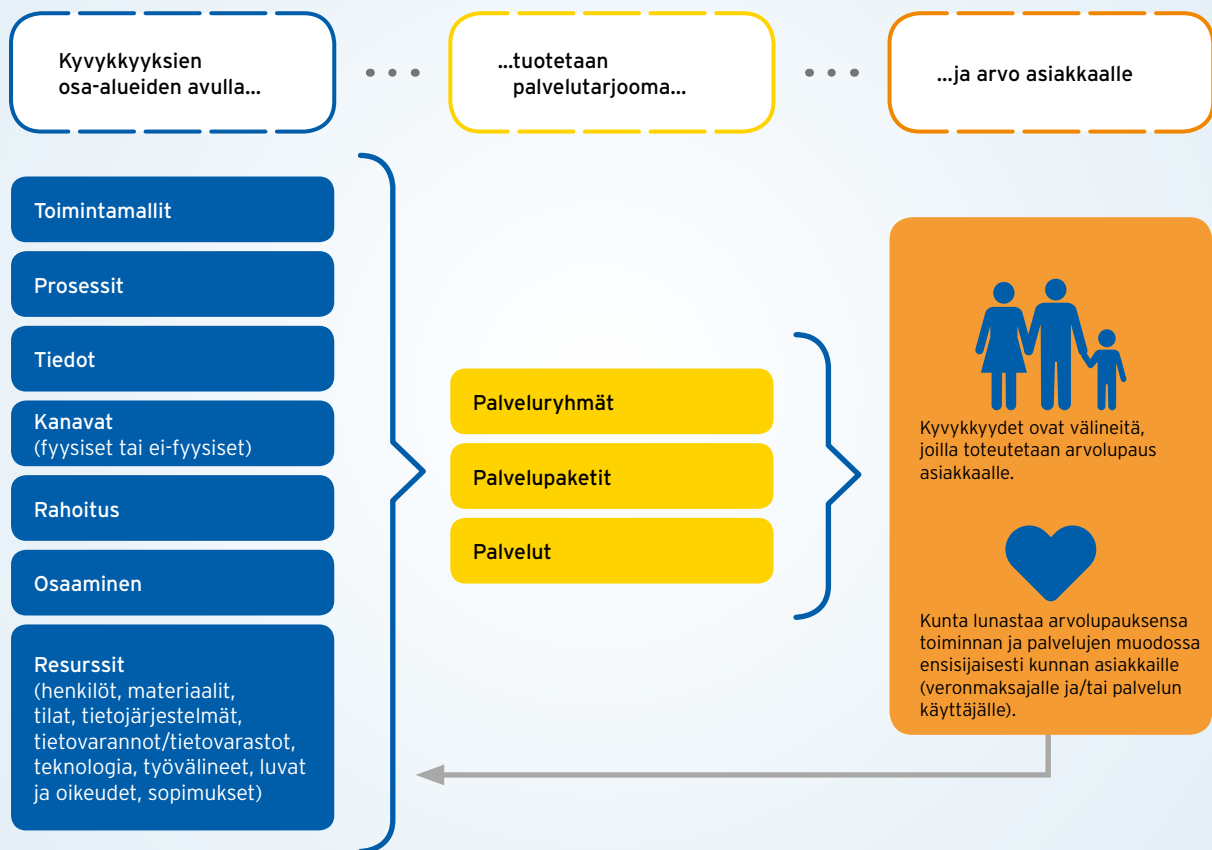 Kyvykkyyksien
osa-alueiden avulla...
...tuotetaan
palvelutarjooma...
...ja arvo asiakkaalle
Toimintamallit
Prosessit
Tiedot
Kanavat
(fyysiset tai ei-fyysiset)
Rahoitus
Osaaminen
Resurssit
(henkilöt, materiaalit,
tilat, tietojärjestelmät,
tietovarannot/tietovarastot,
teknologia, työvälineet, luvat
ja oikeudet, sopimukset)
Palveluryhmät
Palvelupaketit
Palvelut
Kyvykkyydet ovat välineitä,
joilla toteutetaan arvolupaus
asiakkaalle.
Kunta lunastaa arvolupauksensa
toiminnan ja palvelujen muodossa
ensisijaisesti kunnan asiakkaille
(veronmaksajalle ja/tai palvelun
käyttäjälle).